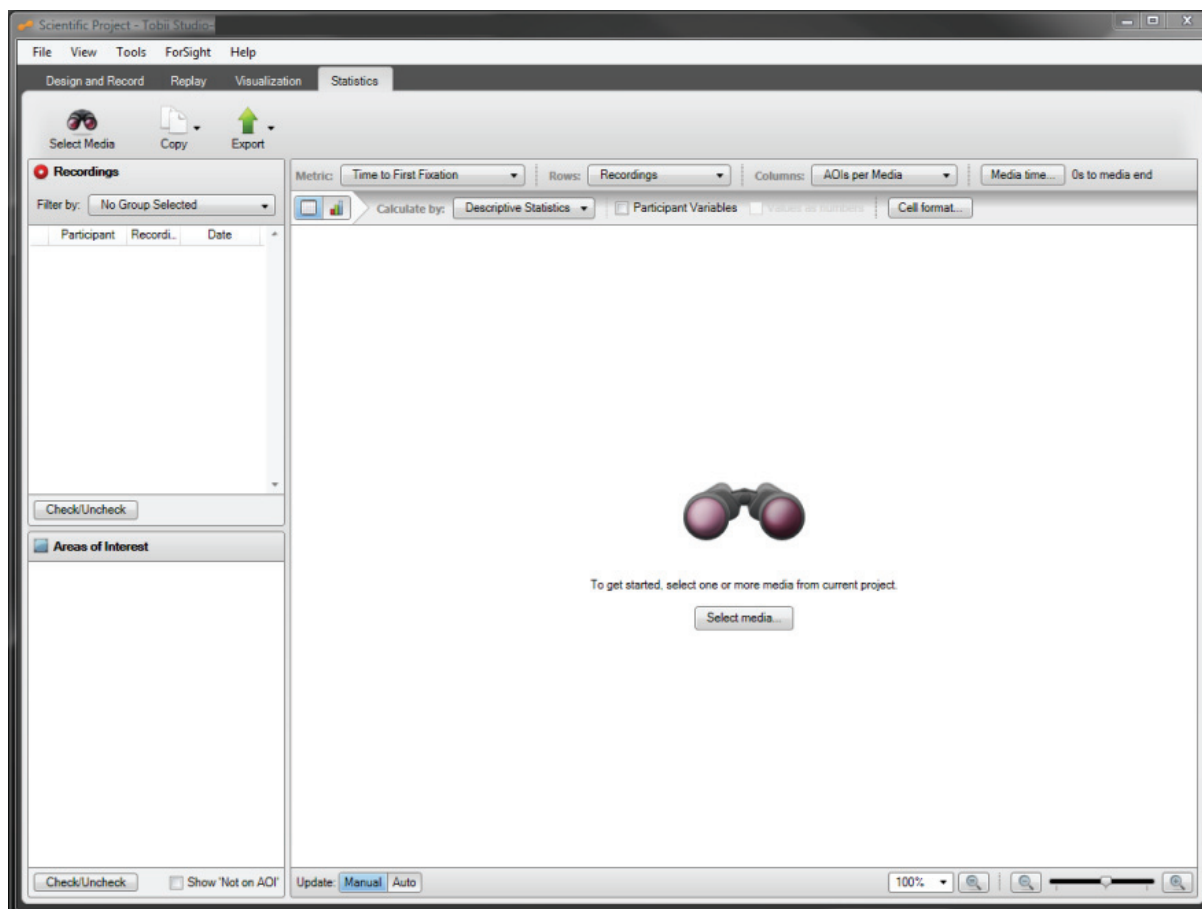 Scientific Project - Tobii Studio-
File View Tools ForSight Help
Design and Record Replay Visualization Statistics
Select Media Copy Export
Recordings
Metric: Time to First Fixation Rows: Recordings Columns: AOIs per Media Media time... 0s to media end
Filter by: No Group Selected
Calculate by: Descriptive Statistics Participant Variables Values as numbers Cell format...
Participant Recordi.. Date
To get started, select one or more media from current project.
Select media...
Check/Uncheck
Areas of Interest
Check/Uncheck Show 'Not on AOI'
Update: Manual Auto 100%